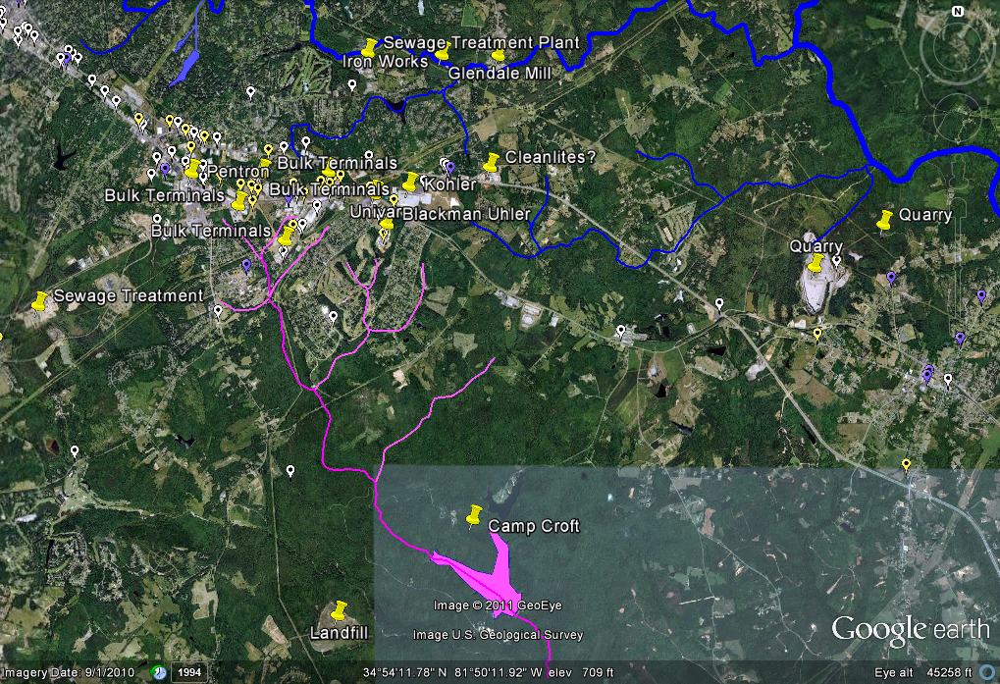 N
Sewage Treatment Plant
Iron Works
Glendale Mill
Cleanlites?
Bulk Terminals
Pentron
Kohler
Bulk Terminals
Bulk Terminals
Univar
Blackman Uhler
Bulk Terminals
Quarry
Quarry
Sewage Treatment
Camp Croft
Image © 2011 GeoEye
Landfill
Image U.S. Geological Survey
Google earth
magery Date: 9/1/2010 1994 34°54'11.78" N 81°50'11.92" W elev 709 ft Eye alt 45258 ft